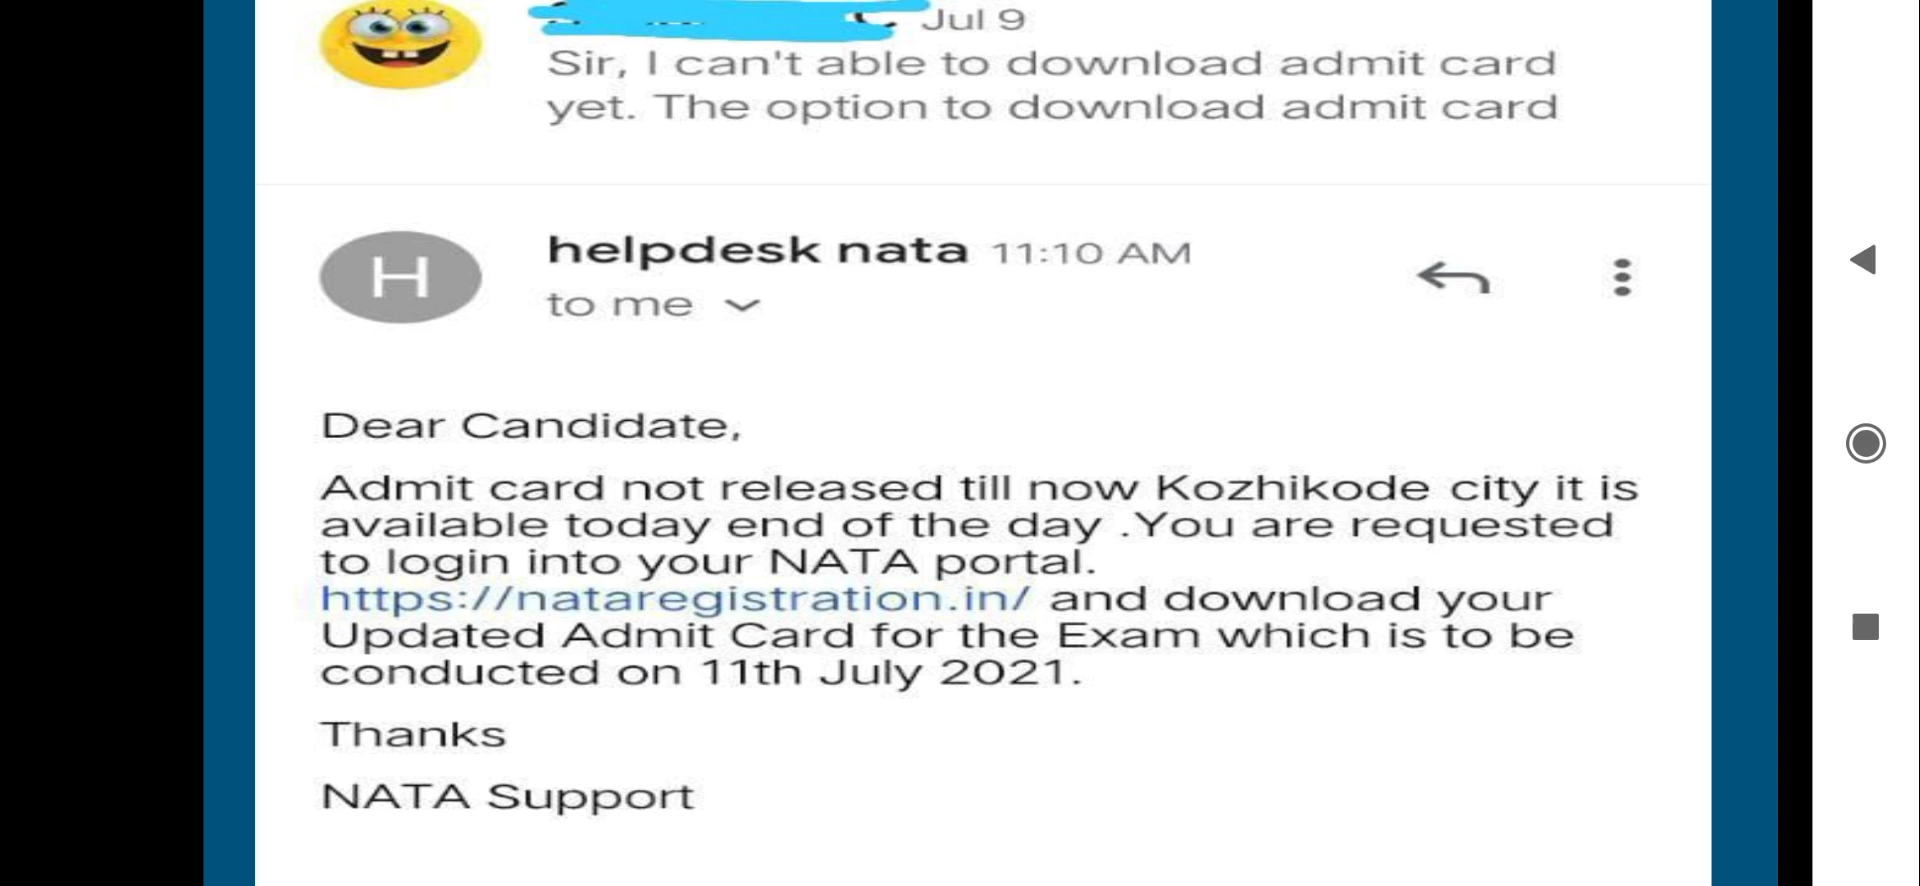 Jul 9
Sir, I can't able to download admit card
yet. The option to download admit card
H
helpdesk nata 11:10 AM
to me
Dear Candidate,
Admit card not released till now Kozhikode city it is
available today end of the day .You are requested
to login into your NATA portal.
https://nataregistration.in/ and download your
Updated Admit Card for the Exam which is to be
conducted on 11th July 2021.
Thanks
NATA Support